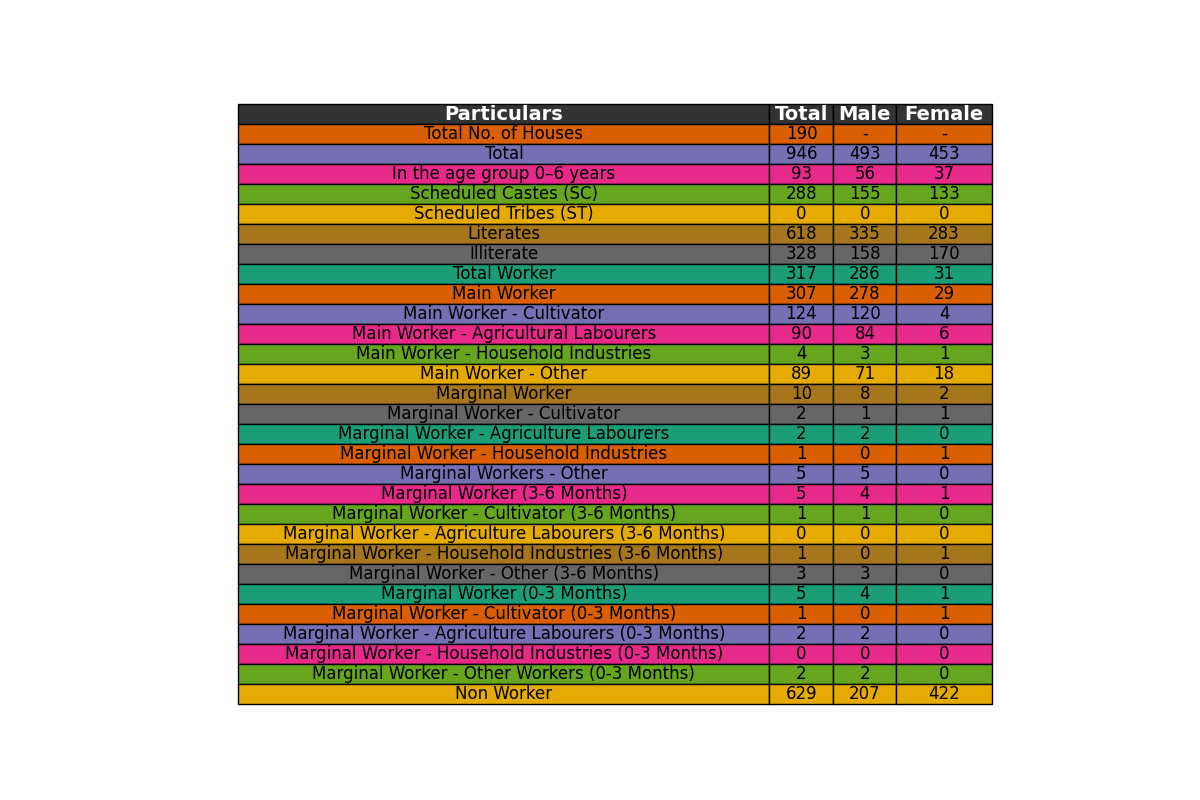 Particulars Total Male Female
Total No. of Houses 190 - -
Total 946 493 453
In the age group 0–6 years 93 56 37
Scheduled Castes (SC) 288 155 133
Scheduled Tribes (ST) 0 0 0
Literates 618 335 283
Illiterate 328 158 170
Total Worker 317 286 31
Main Worker 307 278 29
Main Worker - Cultivator 124 120 4
Main Worker - Agricultural Labourers 90 84 6
Main Worker - Household Industries 4 3 1
Main Worker - Other 89 71 18
Marginal Worker 10 8 2
Marginal Worker - Cultivator 2 1 1
Marginal Worker - Agriculture Labourers 2 2 0
Marginal Worker - Household Industries 1 0 1
Marginal Workers - Other 5 5 0
Marginal Worker (3-6 Months) 5 4 1
Marginal Worker - Cultivator (3-6 Months) 1 1 0
Marginal Worker - Agriculture Labourers (3-6 Months) 0 0 0
Marginal Worker - Household Industries (3-6 Months) 1 0 1
Marginal Worker - Other (3-6 Months) 3 3 0
Marginal Worker (0-3 Months) 5 4 1
Marginal Worker - Cultivator (0-3 Months) 1 0 1
Marginal Worker - Agriculture Labourers (0-3 Months) 2 2 0
Marginal Worker - Household Industries (0-3 Months) 0 0 0
Marginal Worker - Other Workers (0-3 Months) 2 2 0
Non Worker 629 207 422